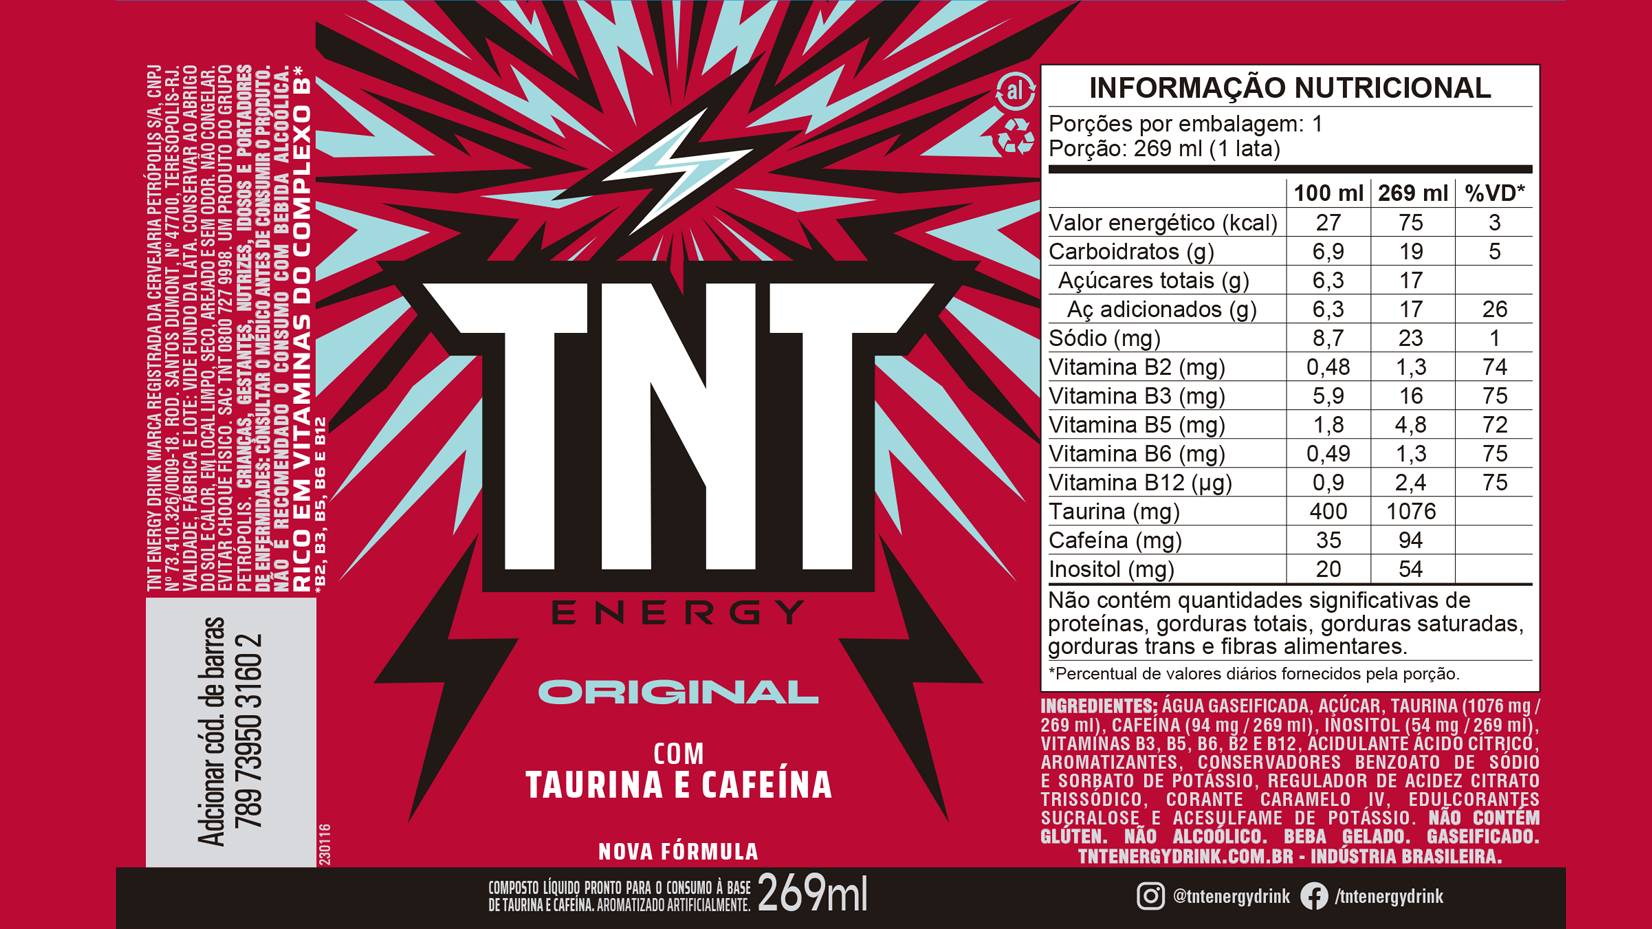 TNT ENERGY DRINK MARCA REGISTRADA DA CERVEJARIA PETRÓPOLIS S/A, CNPJ
Nº 73.410.326/0009-18. ROD. SANTOS DUMONT, Nº 47700, TERESÓPOLIS-RJ.
VALIDADE, FÁBRICA E LOTE: VIDE FUNDO DA LATA. CONSERVAR AO ABRIGO
DO SOL E CALOR, EM LOCAL LIMPO, SECO, AREJADO E SEM ODOR. NÃO CONGELAR.
EVITAR CHOQUE FÍSICO. SAC TNT 0800 727 9998. UM PRODUTO DO GRUPO
PETRÓPOLIS. CRIANÇAS, GESTANTES, NUTRIZES, IDOSOS E PORTADORES
DE ENFERMIDADES: CONSULTAR O MÉDICO ANTES DE CONSUMIR O PRODUTO.
NÃO É RECOMENDADO O CONSUMO COM BEBIDA ALCOÓLICA.
RICO EM VITAMINAS DO COMPLEXO B*
*B2, B3, B5, B6 E B12
Adcionar cód. de barras
789 73950 3160 2
230116
TNT
ENERGY
ORIGINAL
COM
TAURINA E CAFEÍNA
NOVA FÓRMULA
COMPOSTO LÍQUIDO PRONTO PARA O CONSUMO À BASE
DE TAURINA E CAFEÍNA. AROMATIZADO ARTIFICIALMENTE.
269ml
al
INFORMAÇÃO NUTRICIONAL
Porções por embalagem: 1
Porção: 269 ml (1 lata)
100 ml 269 ml %VD*
Valor energético (kcal) 27 75 3
Carboidratos (g) 6,9 19 5
Açúcares totais (g) 6,3 17
Aç adicionados (g) 6,3 17 26
Sódio (mg) 8,7 23 1
Vitamina B2 (mg) 0,48 1,3 74
Vitamina B3 (mg) 5,9 16 75
Vitamina B5 (mg) 1,8 4,8 72
Vitamina B6 (mg) 0,49 1,3 75
Vitamina B12 (µg) 0,9 2,4 75
Taurina (mg) 400 1076
Cafeína (mg) 35 94
Inositol (mg) 20 54
Não contém quantidades significativas de
proteínas, gorduras totais, gorduras saturadas,
gorduras trans e fibras alimentares.
*Percentual de valores diários fornecidos pela porção.
INGREDIENTES: ÁGUA GASEIFICADA, AÇÚCAR, TAURINA (1076 mg /
269 ml), CAFEÍNA (94 mg / 269 ml), INOSITOL (54 mg / 269 ml),
VITAMINAS B3, B5, B6, B2 E B12, ACIDULANTE ÁCIDO CÍTRICO,
AROMATIZANTES, CONSERVADORES BENZOATO DE SÓDIO
E SORBATO DE POTÁSSIO, REGULADOR DE ACIDEZ CITRATO
TRISSÓDICO, CORANTE CARAMELO IV, EDULCORANTES
SUCRALOSE E ACESULFAME DE POTÁSSIO. NÃO CONTÉM
GLÚTEN. NÃO ALCOÓLICO. BEBA GELADO. GASEIFICADO.
TNTENERGYDRINK.COM.BR - INDÚSTRIA BRASILEIRA.
@tntenergydrink /tntenergydrink